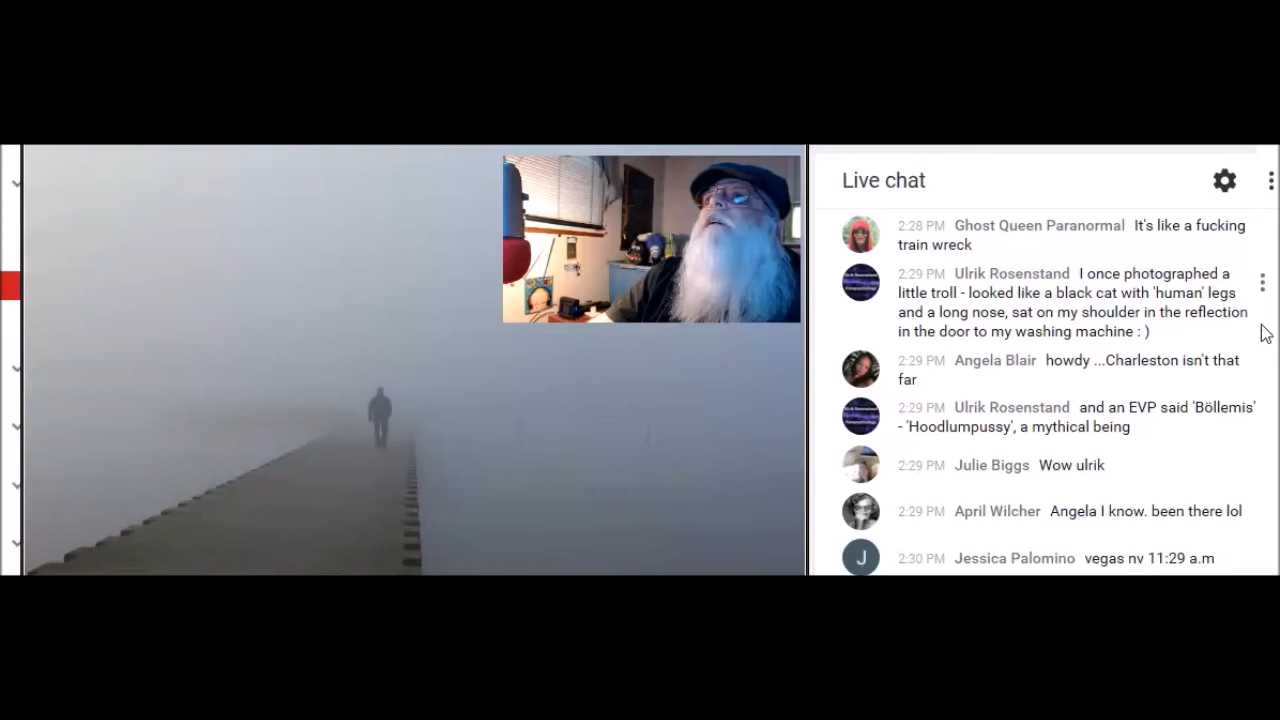 Live chat
2:28 PM Ghost Queen Paranormal It's like a fucking
train wreck
2:29 PM Ulrik Rosenstand I once photographed a
little troll - looked like a black cat with 'human' legs
and a long nose, sat on my shoulder in the reflection
in the door to my washing machine : )
2:29 PM Angela Blair howdy ...Charleston isn't that
far
2:29 PM Ulrik Rosenstand and an EVP said 'Böllemis'
- 'Hoodlumpussy', a mythical being
2:29 PM Julie Biggs Wow ulrik
2:29 PM April Wilcher Angela I know. been there lol
J
2:30 PM Jessica Palomino vegas nv 11:29 a.m